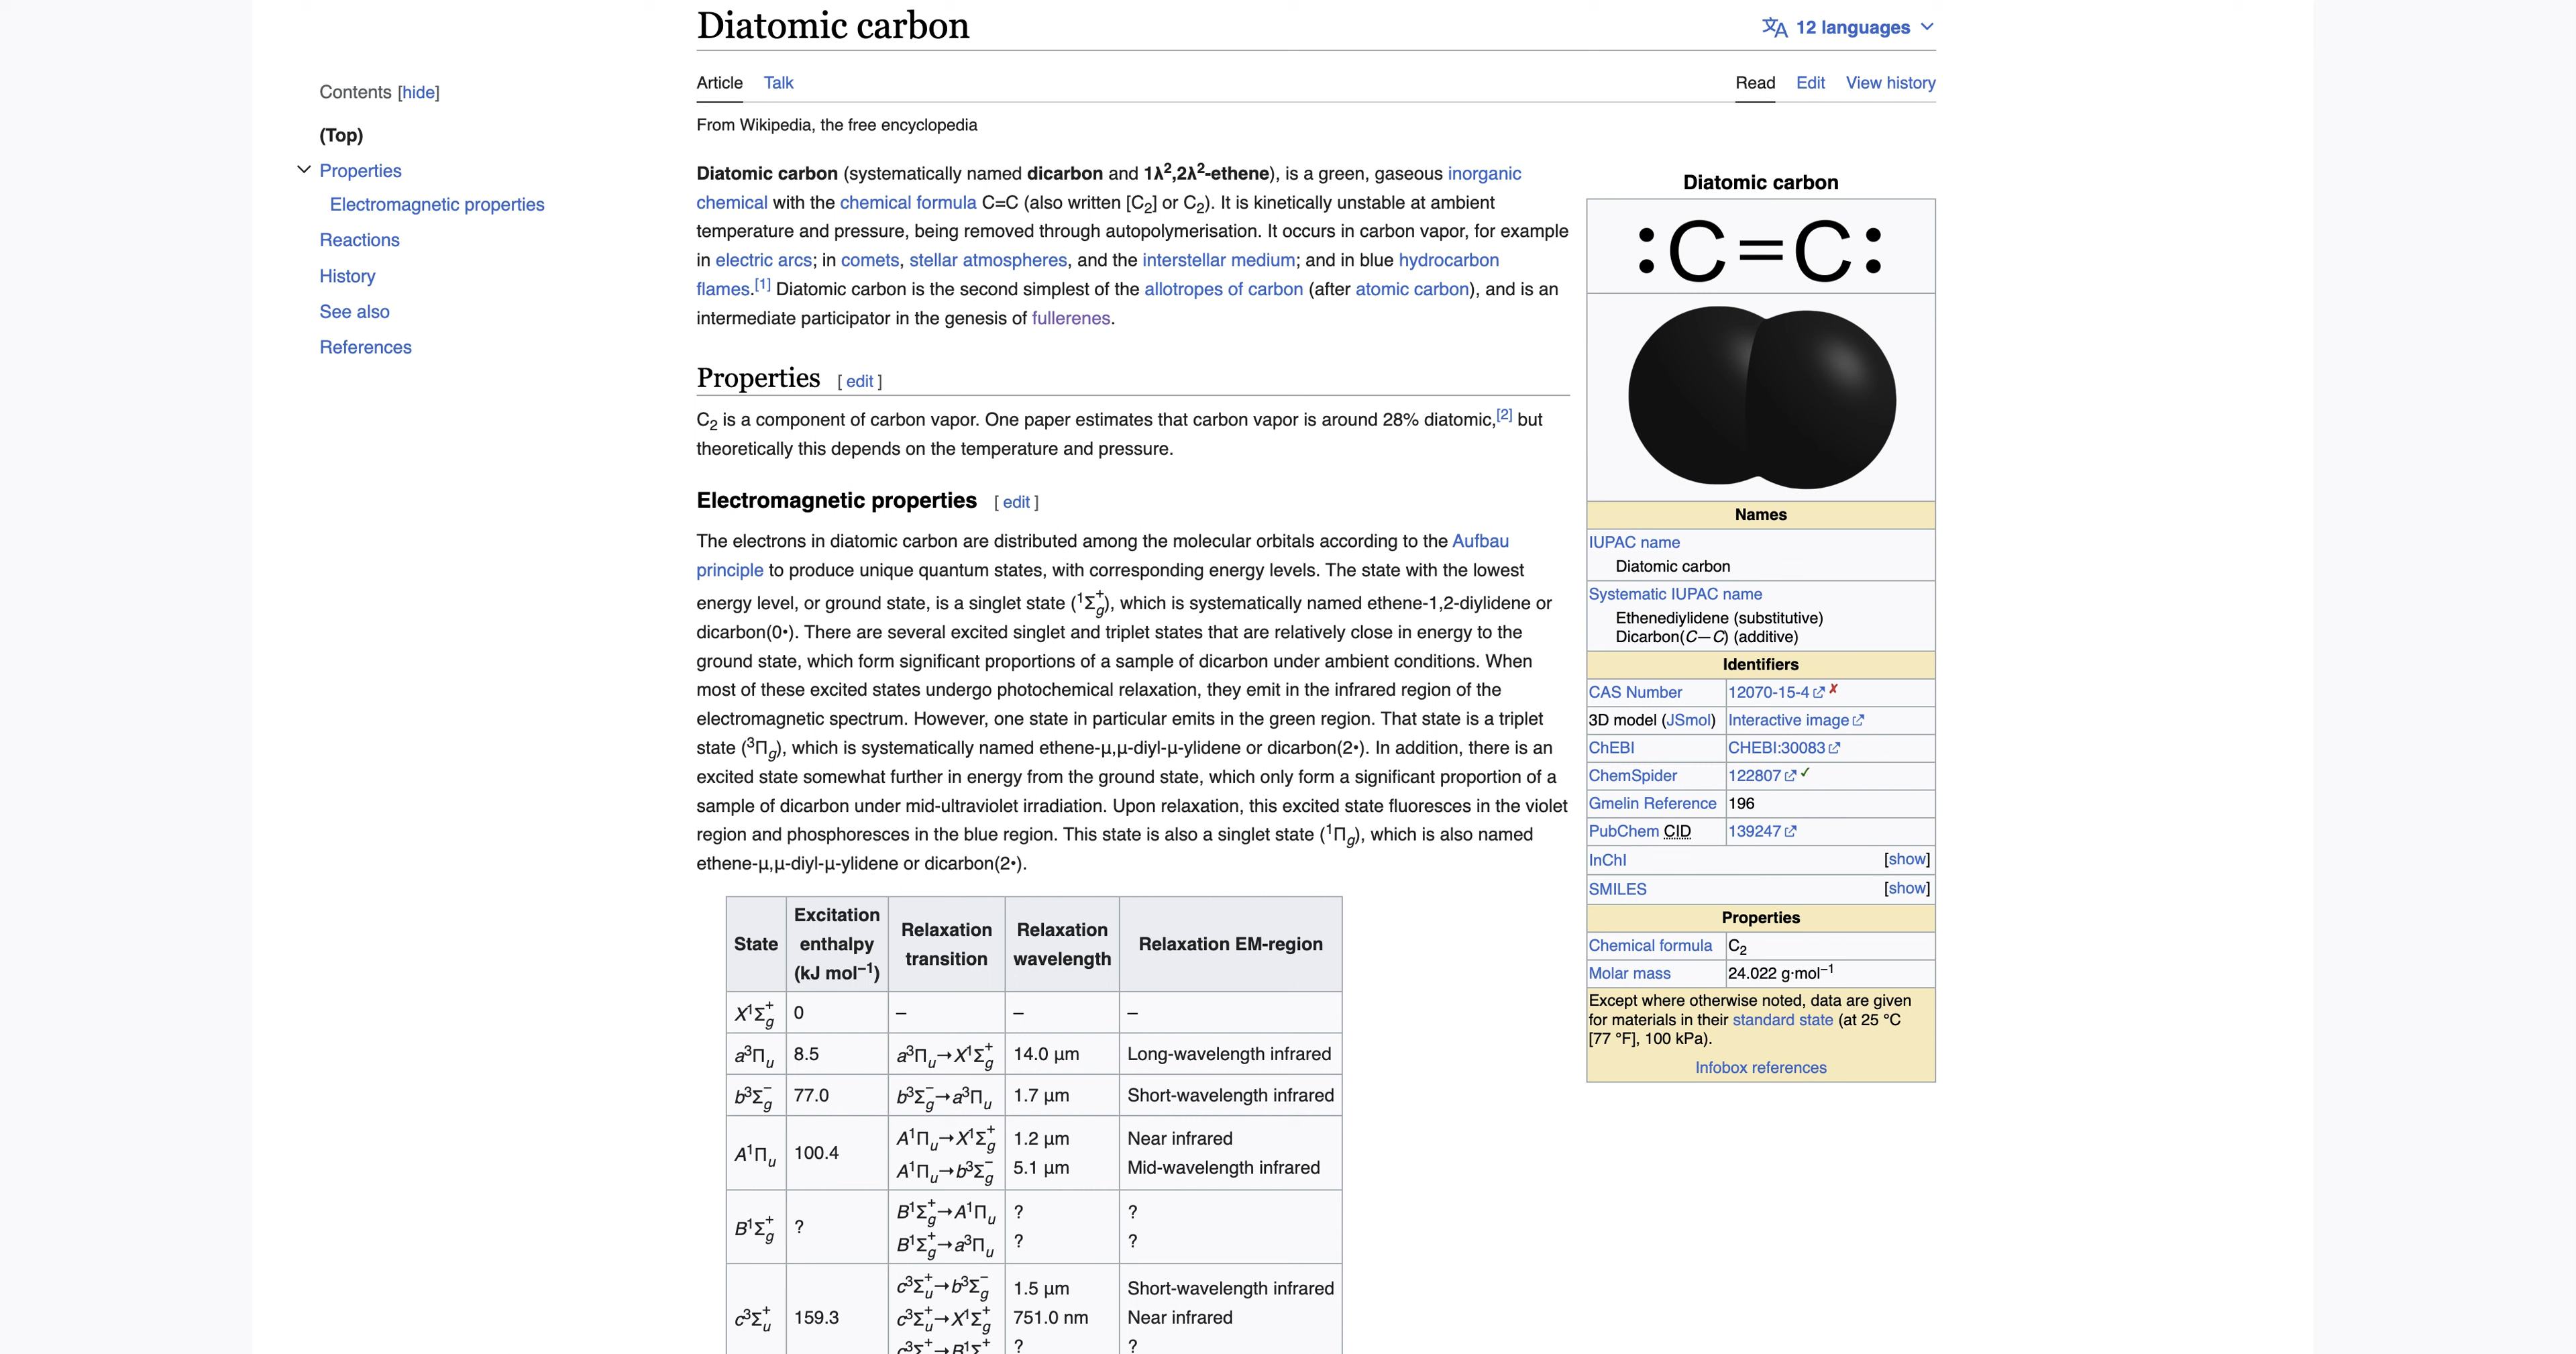 Diatomic carbon
12 languages
Contents [hide]
(Top)
Properties
Electromagnetic properties
Reactions
History
See also
References
Article Talk
Read Edit View history
From Wikipedia, the free encyclopedia
Diatomic carbon (systematically named dicarbon and 1λ²,2λ²-ethene), is a green, gaseous inorganic
chemical with the chemical formula C=C (also written [C₂] or C₂). It is kinetically unstable at ambient
temperature and pressure, being removed through autopolymerisation. It occurs in carbon vapor, for example
in electric arcs; in comets, stellar atmospheres, and the interstellar medium; and in blue hydrocarbon
flames.[1] Diatomic carbon is the second simplest of the allotropes of carbon (after atomic carbon), and is an
intermediate participator in the genesis of fullerenes.
Properties [ edit ]
C₂ is a component of carbon vapor. One paper estimates that carbon vapor is around 28% diatomic,[2] but
theoretically this depends on the temperature and pressure.
Electromagnetic properties [ edit ]
The electrons in diatomic carbon are distributed among the molecular orbitals according to the Aufbau
principle to produce unique quantum states, with corresponding energy levels. The state with the lowest
energy level, or ground state, is a singlet state (¹Σg⁺), which is systematically named ethene-1,2-diylidene or
dicarbon(0•). There are several excited singlet and triplet states that are relatively close in energy to the
ground state, which form significant proportions of a sample of dicarbon under ambient conditions. When
most of these excited states undergo photochemical relaxation, they emit in the infrared region of the
electromagnetic spectrum. However, one state in particular emits in the green region. That state is a triplet
state (³Πg), which is systematically named ethene-μ,μ-diyl-μ-ylidene or dicarbon(2•). In addition, there is an
excited state somewhat further in energy from the ground state, which only form a significant proportion of a
sample of dicarbon under mid-ultraviolet irradiation. Upon relaxation, this excited state fluoresces in the violet
region and phosphoresces in the blue region. This state is also a singlet state (¹Πg), which is also named
ethene-μ,μ-diyl-μ-ylidene or dicarbon(2•).
State Excitation enthalpy (kJ mol⁻¹) Relaxation transition Relaxation wavelength Relaxation EM-region
X¹Σg⁺ 0 – – –
a³Πu 8.5 a³Πu→X¹Σg⁺ 14.0 μm Long-wavelength infrared
b³Σg⁻ 77.0 b³Σg⁻→a³Πu 1.7 μm Short-wavelength infrared
A¹Πu 100.4 A¹Πu→X¹Σg⁺ 1.2 μm Near infrared
A¹Πu→b³Σg⁻ 5.1 μm Mid-wavelength infrared
B¹Σg⁺ ? B¹Σg⁺→A¹Πu ? ?
B¹Σg⁺→a³Πu ? ?
c³Σu⁺ 159.3 c³Σu⁺→b³Σg⁻ 1.5 μm Short-wavelength infrared
c³Σu⁺→X¹Σg⁺ 751.0 nm Near infrared
c³Σu⁺→B¹Σg⁺ ? ?
Diatomic carbon
:C=C:
Names
IUPAC name
Diatomic carbon
Systematic IUPAC name
Ethenediylidene (substitutive)
Dicarbon(C—C) (additive)
Identifiers
CAS Number 12070-15-4 ✗
3D model (JSmol) Interactive image
ChEBI CHEBI:30083
ChemSpider 122807 ✓
Gmelin Reference 196
PubChem CID 139247
InChI [show]
SMILES [show]
Properties
Chemical formula C₂
Molar mass 24.022 g·mol⁻¹
Except where otherwise noted, data are given
for materials in their standard state (at 25 °C
[77 °F], 100 kPa).
Infobox references